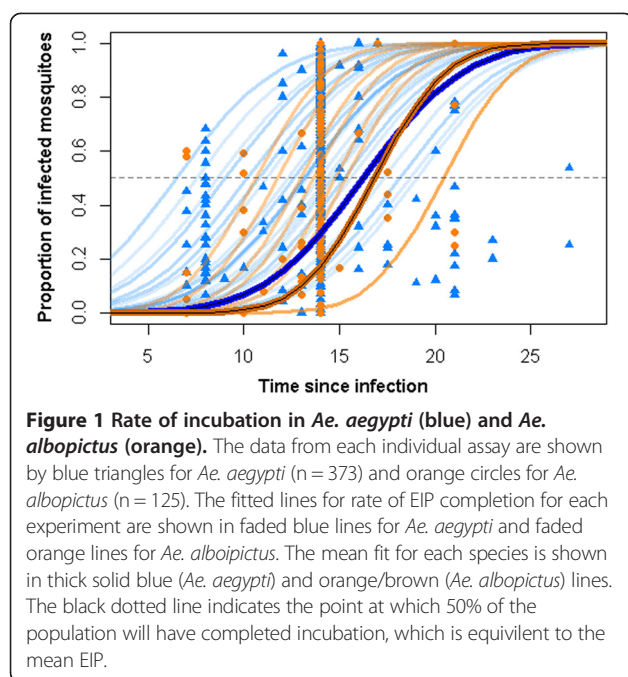 Proportion of infected mosquitoes
1.0
0.8
0.6
0.4
0.2
0.0
5 10 15 20 25
Time since infection
Figure 1 Rate of incubation in Ae. aegypti (blue) and Ae.
albopictus (orange). The data from each individual assay are shown
by blue triangles for Ae. aegypti (n = 373) and orange circles for Ae.
albopictus (n = 125). The fitted lines for rate of EIP completion for each
experiment are shown in faded blue lines for Ae. aegypti and faded
orange lines for Ae. alboipictus. The mean fit for each species is shown
in thick solid blue (Ae. aegypti) and orange/brown (Ae. albopictus) lines.
The black dotted line indicates the point at which 50% of the
population will have completed incubation, which is equivilent to the
mean EIP.